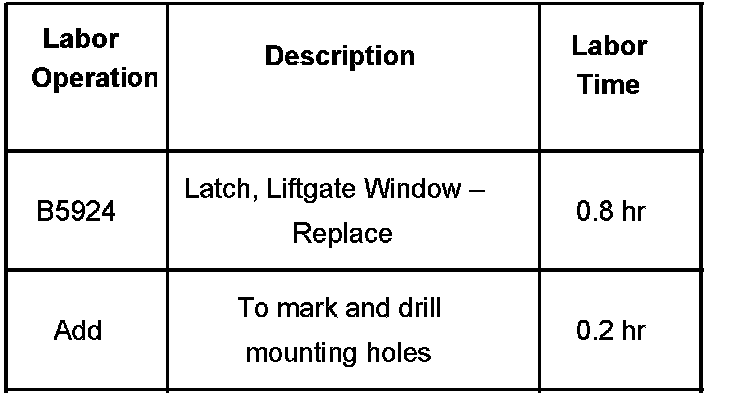 Labor
Operation
Description
Labor
Time
B5924
Latch, Liftgate Window –
Replace
0.8 hr
Add
To mark and drill
mounting holes
0.2 hr